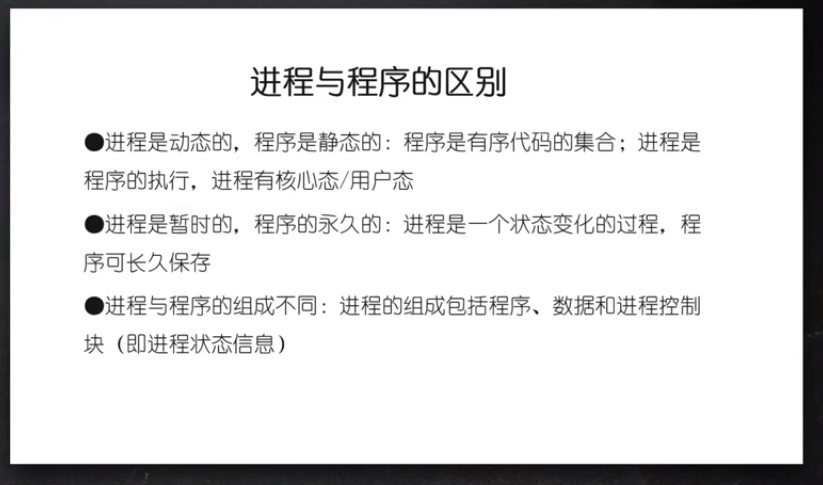 进程与程序的区别
●进程是动态的，程序是静态的：程序是有序代码的集合；进程是
程序的执行，进程有核心态/用户态
●进程是暂时的，程序的永久的：进程是一个状态变化的过程，程
序可长久保存
●进程与程序的组成不同：进程的组成包括程序、数据和进程控制
块（即进程状态信息）